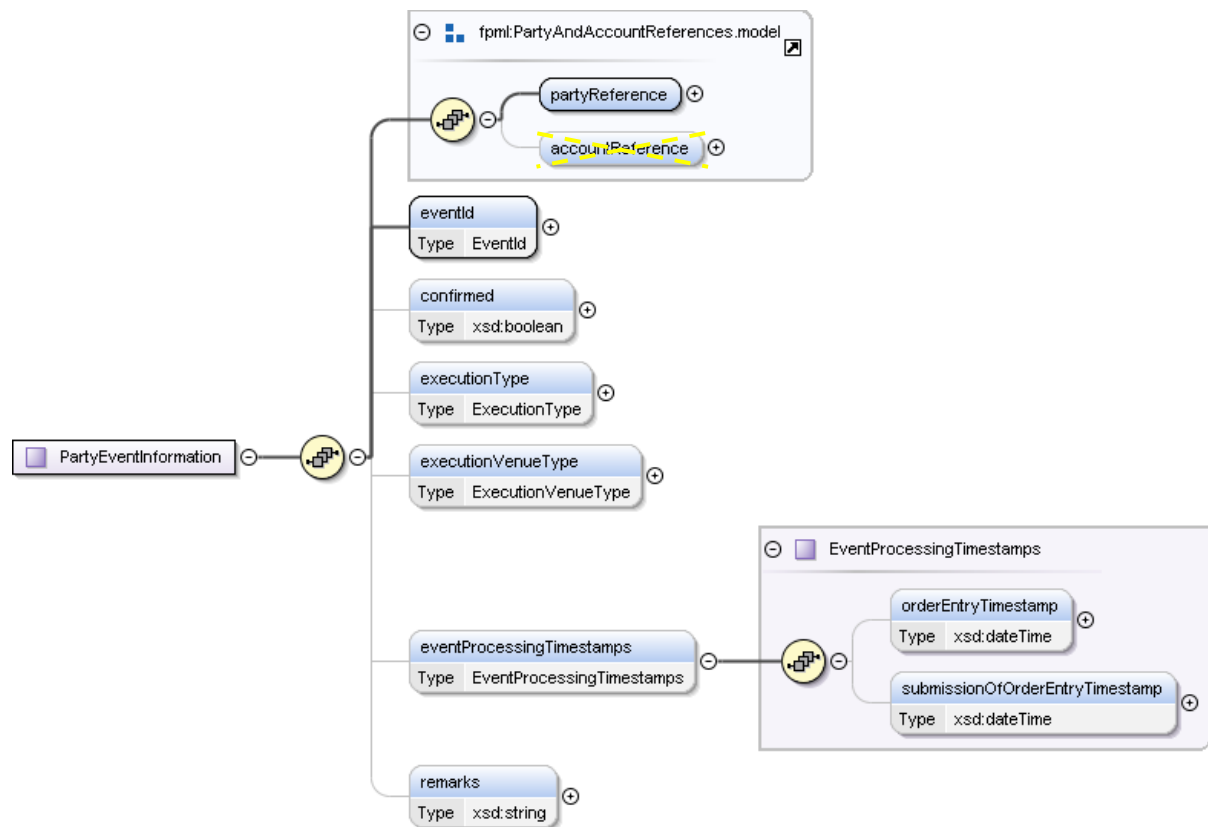 fpml:PartyAndAccountReferences.model
partyReference
accountReference
eventId
Type EventId
confirmed
Type xsd:boolean
executionType
Type ExecutionType
PartyEventInformation
executionVenueType
Type ExecutionVenueType
EventProcessingTimestamps
orderEntryTimestamp
Type xsd:dateTime
eventProcessingTimestamps
Type EventProcessingTimestamps
submissionOfOrderEntryTimestamp
Type xsd:dateTime
remarks
Type xsd:string